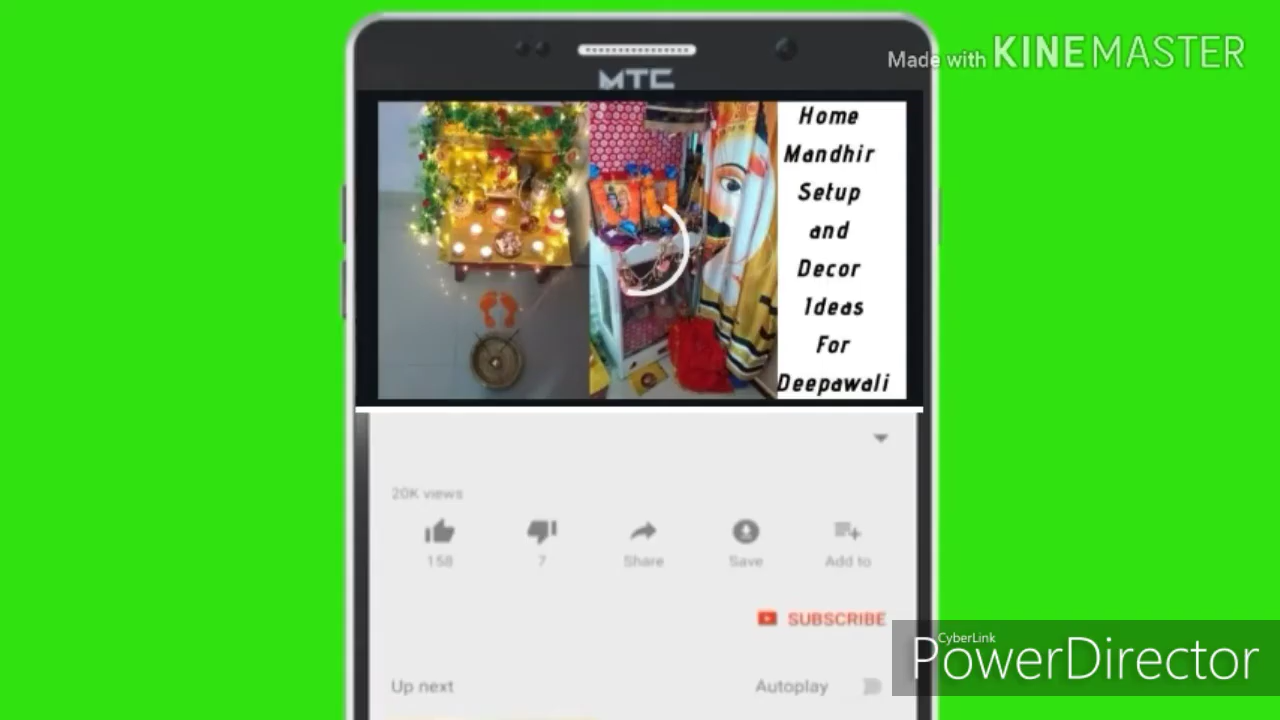 Made with KINEMASTER
MTC
Home
Mandhir
Setup
and
Decor
Ideas
For
Deepawali
20K views
158
7
Share
Save
Add to
SUBSCRIBE
CyberLink
PowerDirector
Up next
Autoplay